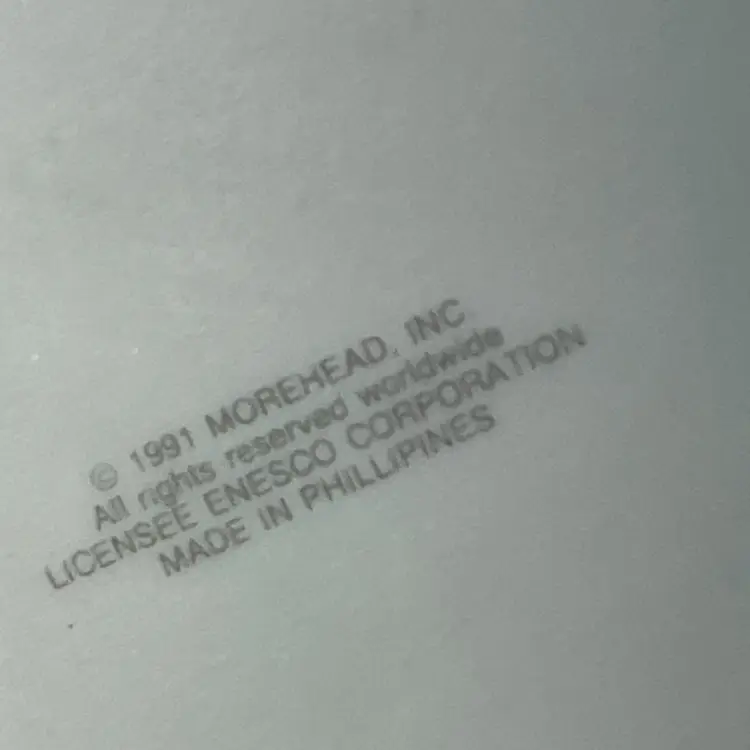 © 1991 MOREHEAD, INC
All rights reserved worldwide
LICENSEE ENESCO CORPORATION
MADE IN PHILLIPINES